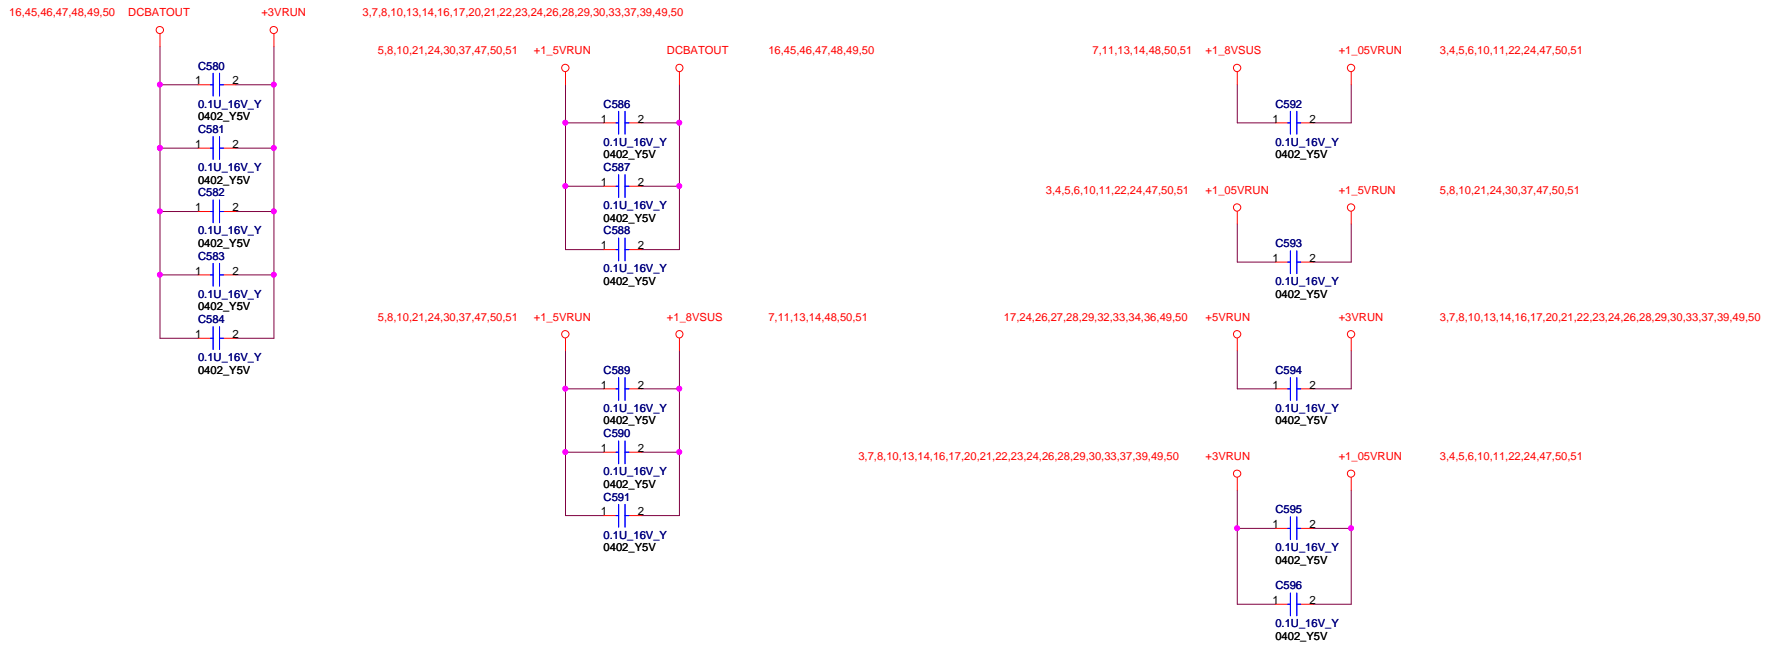 16,45,46,47,48,49,50 DCBATOUT +3VRUN 3,7,8,10,13,14,16,17,20,21,22,23,24,26,28,29,30,33,37,39,49,50
C580
1 2
0.1U_16V_Y
0402_Y5V
C581
1 2
0.1U_16V_Y
0402_Y5V
C582
1 2
0.1U_16V_Y
0402_Y5V
C583
1 2
0.1U_16V_Y
0402_Y5V
C584
1 2
0.1U_16V_Y
0402_Y5V
5,8,10,21,24,30,37,47,50,51 +1_5VRUN DCBATOUT 16,45,46,47,48,49,50
C586
1 2
0.1U_16V_Y
0402_Y5V
C587
1 2
0.1U_16V_Y
0402_Y5V
C588
1 2
0.1U_16V_Y
0402_Y5V
5,8,10,21,24,30,37,47,50,51 +1_5VRUN +1_8VSUS 7,11,13,14,48,50,51
C589
1 2
0.1U_16V_Y
0402_Y5V
C590
1 2
0.1U_16V_Y
0402_Y5V
C591
1 2
0.1U_16V_Y
0402_Y5V
7,11,13,14,48,50,51 +1_8VSUS +1_05VRUN 3,4,5,6,10,11,22,24,47,50,51
C592
1 2
0.1U_16V_Y
0402_Y5V
3,4,5,6,10,11,22,24,47,50,51 +1_05VRUN +1_5VRUN 5,8,10,21,24,30,37,47,50,51
C593
1 2
0.1U_16V_Y
0402_Y5V
17,24,26,27,28,29,32,33,34,36,49,50 +5VRUN +3VRUN 3,7,8,10,13,14,16,17,20,21,22,23,24,26,28,29,30,33,37,39,49,50
C594
1 2
0.1U_16V_Y
0402_Y5V
3,7,8,10,13,14,16,17,20,21,22,23,24,26,28,29,30,33,37,39,49,50 +3VRUN +1_05VRUN 3,4,5,6,10,11,22,24,47,50,51
C595
1 2
0.1U_16V_Y
0402_Y5V
C596
1 2
0.1U_16V_Y
0402_Y5V